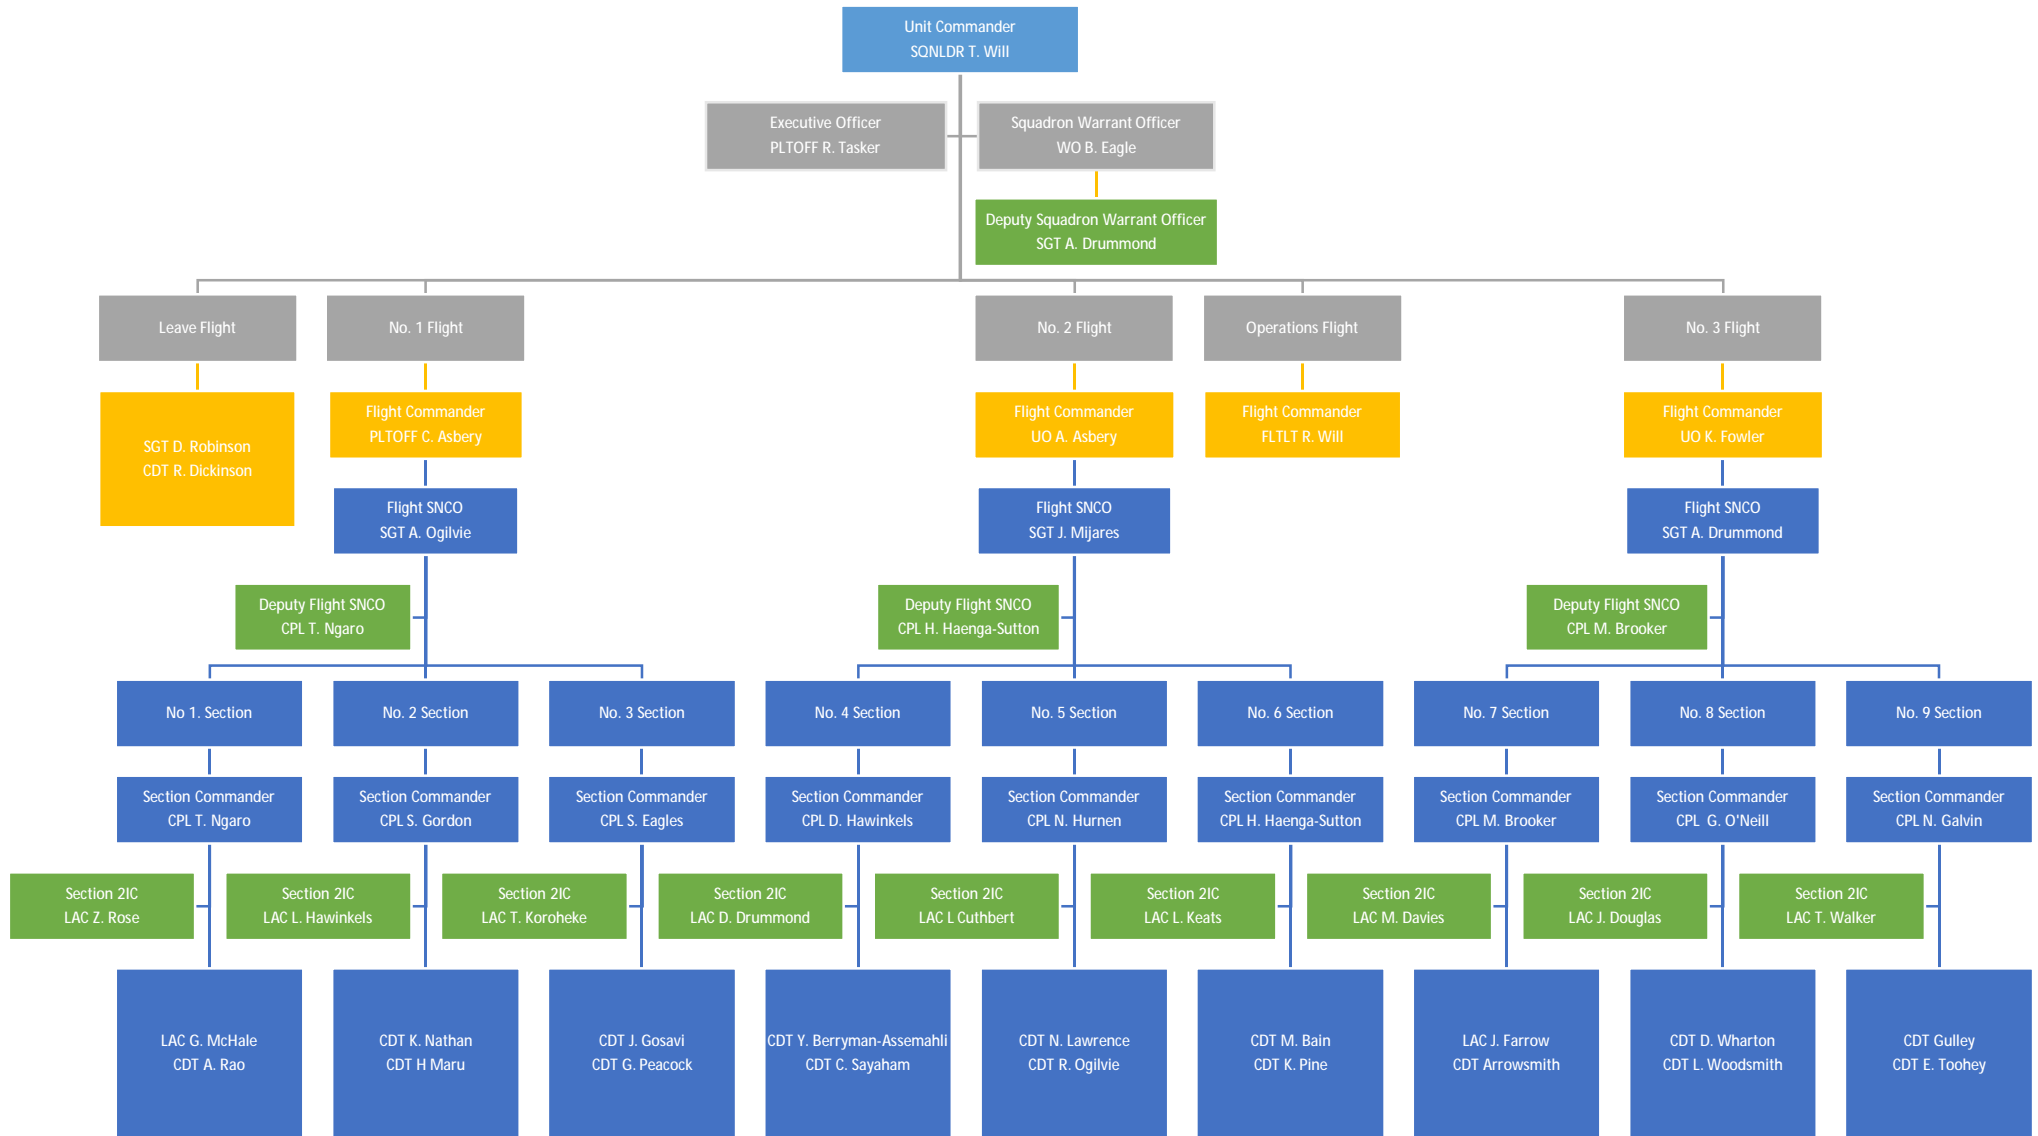 Unit Commander
SQNLDR T. Will
Executive Officer
PLTOFF R. Tasker
Squadron Warrant Officer
WO B. Eagle
Deputy Squadron Warrant Officer
SGT A. Drummond
Leave Flight
No. 1 Flight
No. 2 Flight
Operations Flight
No. 3 Flight
SGT D. Robinson
CDT R. Dickinson
Flight Commander
PLTOFF C. Asbery
Flight Commander
UO A. Asbery
Flight Commander
FLTLT R. Will
Flight Commander
UO K. Fowler
Flight SNCO
SGT A. Ogilvie
Flight SNCO
SGT J. Mijares
Flight SNCO
SGT A. Drummond
Deputy Flight SNCO
CPL T. Ngaro
Deputy Flight SNCO
CPL H. Haenga-Sutton
Deputy Flight SNCO
CPL M. Brooker
No 1. Section
No. 2 Section
No. 3 Section
No. 4 Section
No. 5 Section
No. 6 Section
No. 7 Section
No. 8 Section
No. 9 Section
Section Commander
CPL T. Ngaro
Section Commander
CPL S. Gordon
Section Commander
CPL S. Eagles
Section Commander
CPL D. Hawinkels
Section Commander
CPL N. Hurnen
Section Commander
CPL H. Haenga-Sutton
Section Commander
CPL M. Brooker
Section Commander
CPL  G. O'Neill
Section Commander
CPL N. Galvin
Section 2IC
LAC Z. Rose
Section 2IC
LAC L. Hawinkels
Section 2IC
LAC T. Koroheke
Section 2IC
LAC D. Drummond
Section 2IC
LAC L Cuthbert
Section 2IC
LAC L. Keats
Section 2IC
LAC M. Davies
Section 2IC
LAC J. Douglas
Section 2IC
LAC T. Walker
LAC G. McHale
CDT A. Rao
CDT K. Nathan
CDT H Maru
CDT J. Gosavi
CDT G. Peacock
CDT Y. Berryman-Assemahli
CDT C. Sayaham
CDT N. Lawrence
CDT R. Ogilvie
CDT M. Bain
CDT K. Pine
LAC J. Farrow
CDT Arrowsmith
CDT D. Wharton
CDT L. Woodsmith
CDT Gulley
CDT E. Toohey